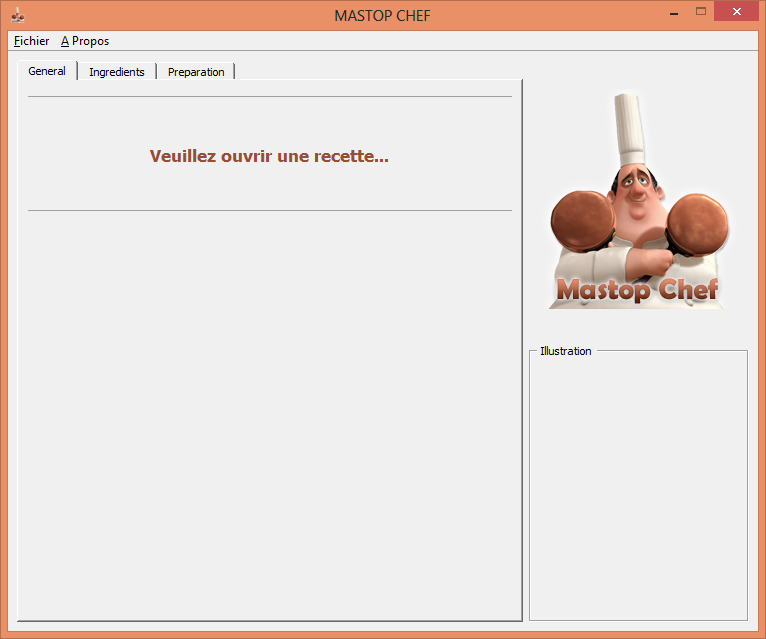 MASTOP CHEF
Fichier A Propos
General Ingredients Preparation
Veuillez ouvrir une recette...
Mastop Chef
Illustration